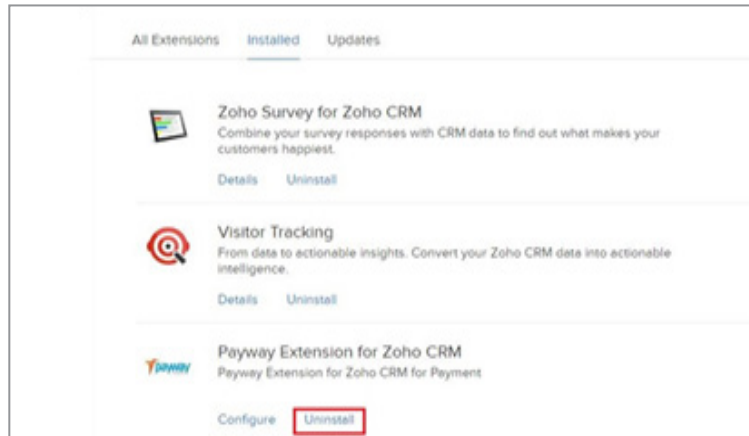 All Extensions Installed Updates
Zoho Survey for Zoho CRM
Combine your survey responses with CRM data to find out what makes your
customers happiest.
Details Uninstall
Visitor Tracking
From data to actionable insights. Convert your Zoho CRM data into actionable
intelligence.
Details Uninstall
payway
Payway Extension for Zoho CRM
Payway Extension for Zoho CRM for Payment
Configure Uninstall